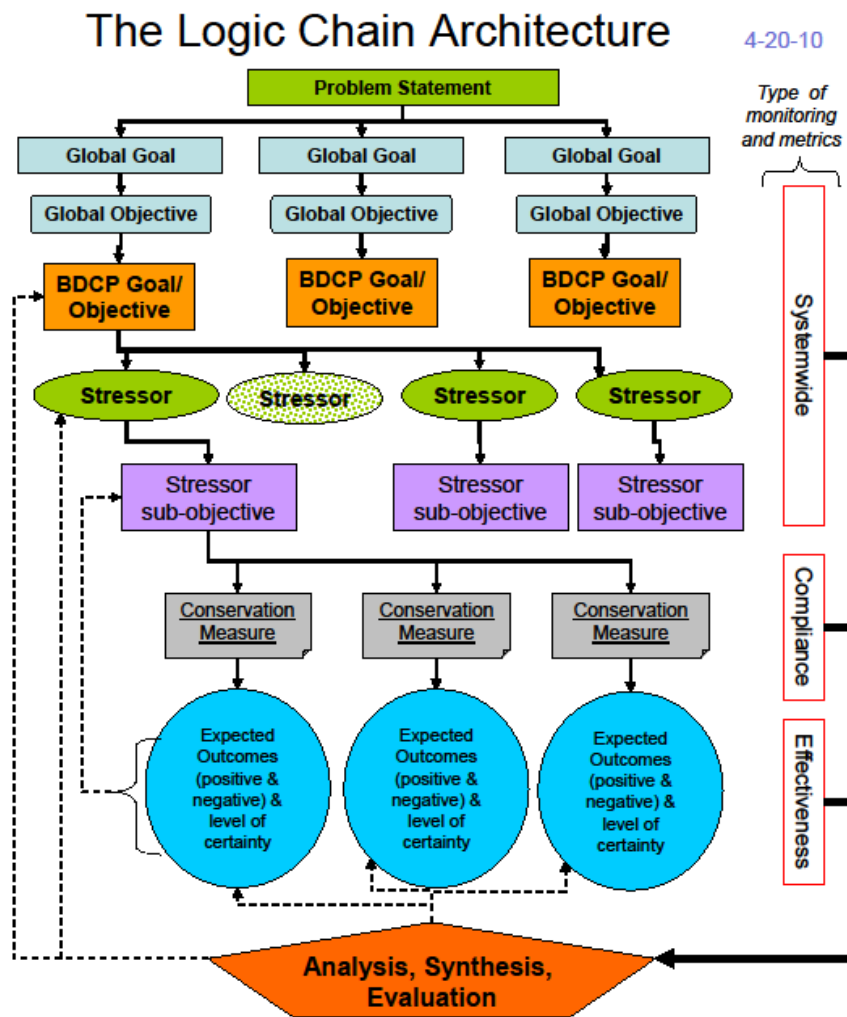 The Logic Chain Architecture
4-20-10
Type of
monitoring
and metrics
Problem Statement
Global Goal
Global Goal
Global Goal
Global Objective
Global Objective
Global Objective
BDCP Goal/
Objective
BDCP Goal/
Objective
BDCP Goal/
Objective
Systemwide
Stressor
Stressor
Stressor
Stressor
Stressor
sub-objective
Stressor
sub-objective
Stressor
sub-objective
Compliance
Conservation
Measure
Conservation
Measure
Conservation
Measure
Effectiveness
Expected
Outcomes
(positive &
negative) &
level of
certainty
Expected
Outcomes
(positive &
negative) &
level of
certainty
Expected
Outcomes
(positive &
negative) &
level of
certainty
Analysis, Synthesis,
Evaluation